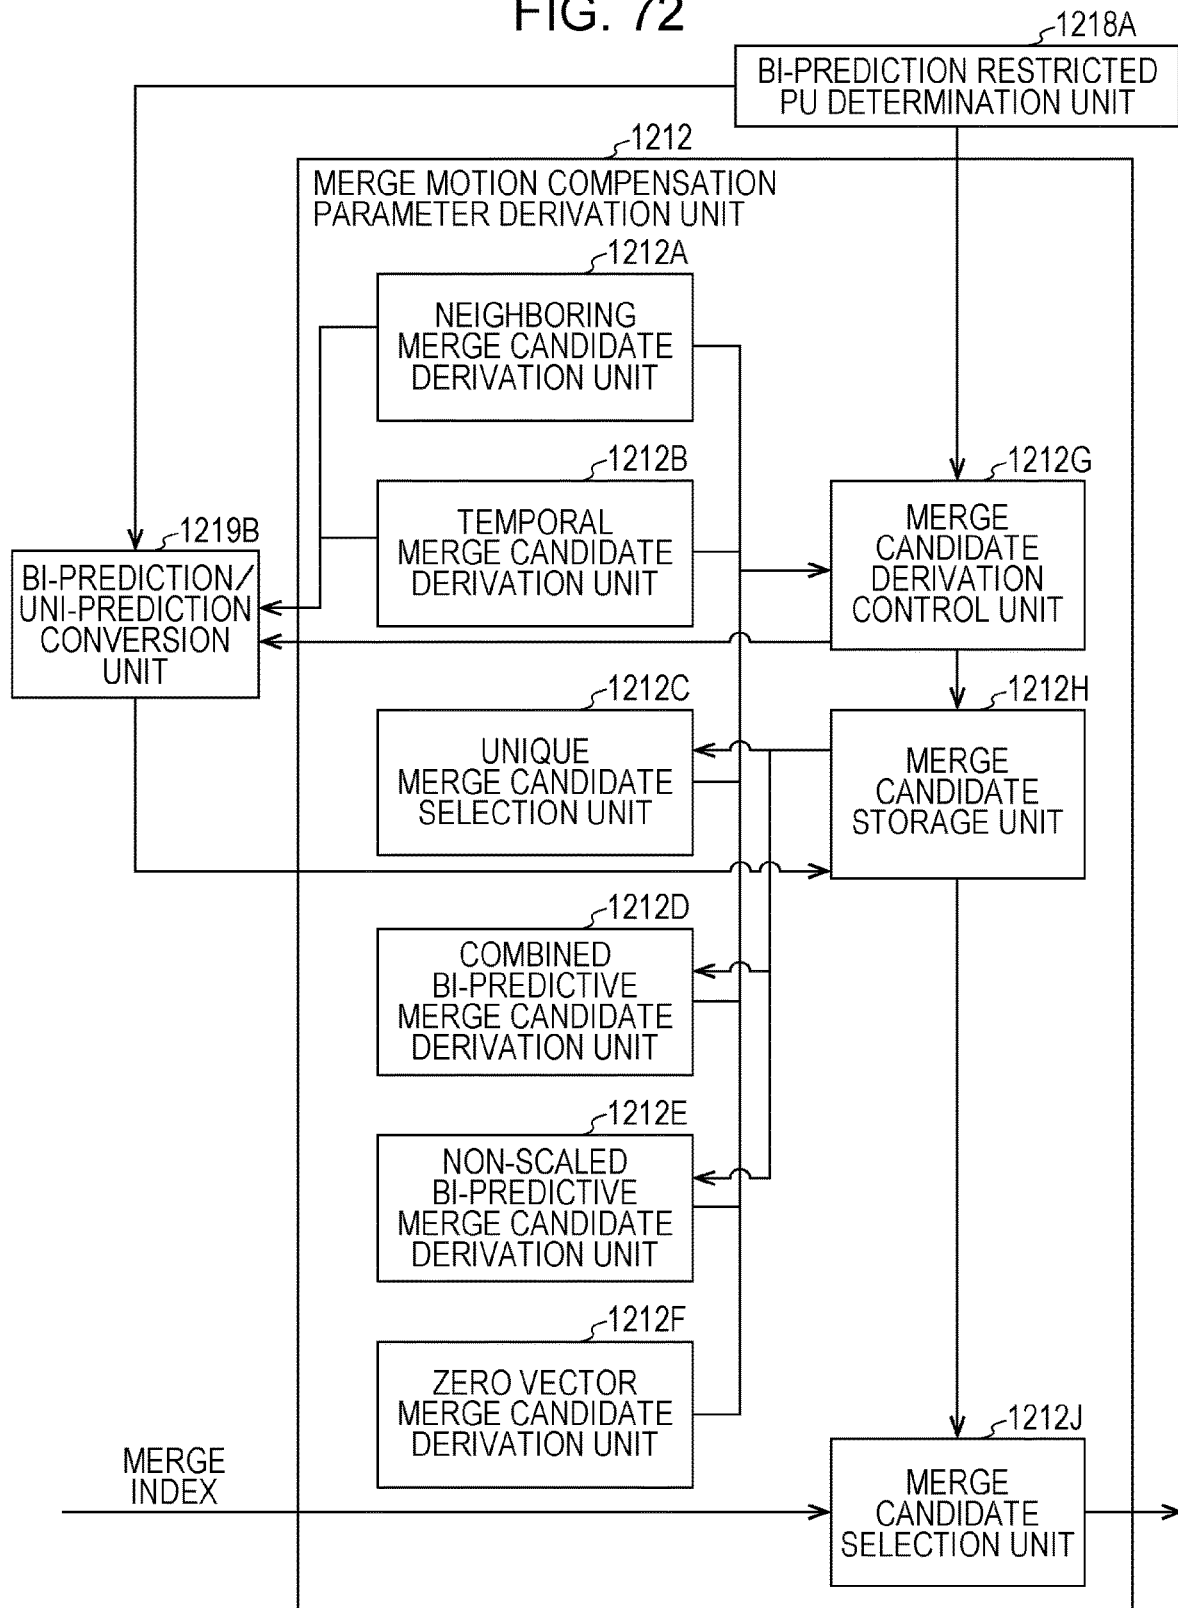 FIG. 72
1218A
BI-PREDICTION RESTRICTED
PU DETERMINATION UNIT
1212
MERGE MOTION COMPENSATION
PARAMETER DERIVATION UNIT
1212A
NEIGHBORING
MERGE CANDIDATE
DERIVATION UNIT
1212B
TEMPORAL
MERGE CANDIDATE
DERIVATION UNIT
1212G
MERGE
CANDIDATE
DERIVATION
CONTROL UNIT
1219B
BI-PREDICTION/
UNI-PREDICTION
CONVERSION
UNIT
1212C
UNIQUE
MERGE CANDIDATE
SELECTION UNIT
1212H
MERGE
CANDIDATE
STORAGE UNIT
1212D
COMBINED
BI-PREDICTIVE
MERGE CANDIDATE
DERIVATION UNIT
1212E
NON-SCALED
BI-PREDICTIVE
MERGE CANDIDATE
DERIVATION UNIT
1212F
ZERO VECTOR
MERGE CANDIDATE
DERIVATION UNIT
MERGE
INDEX
1212J
MERGE
CANDIDATE
SELECTION UNIT